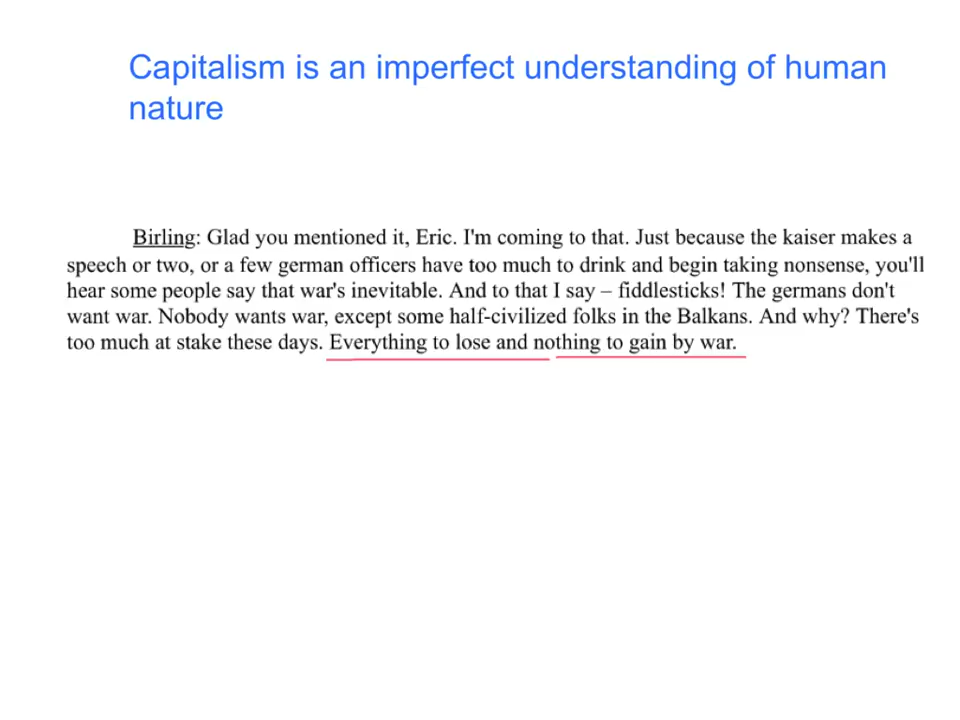 Capitalism is an imperfect understanding of human
nature
Birling: Glad you mentioned it, Eric. I'm coming to that. Just because the kaiser makes a
speech or two, or a few german officers have too much to drink and begin taking nonsense, you'll
hear some people say that war's inevitable. And to that I say – fiddlesticks! The germans don't
want war. Nobody wants war, except some half-civilized folks in the Balkans. And why? There's
too much at stake these days. Everything to lose and nothing to gain by war.